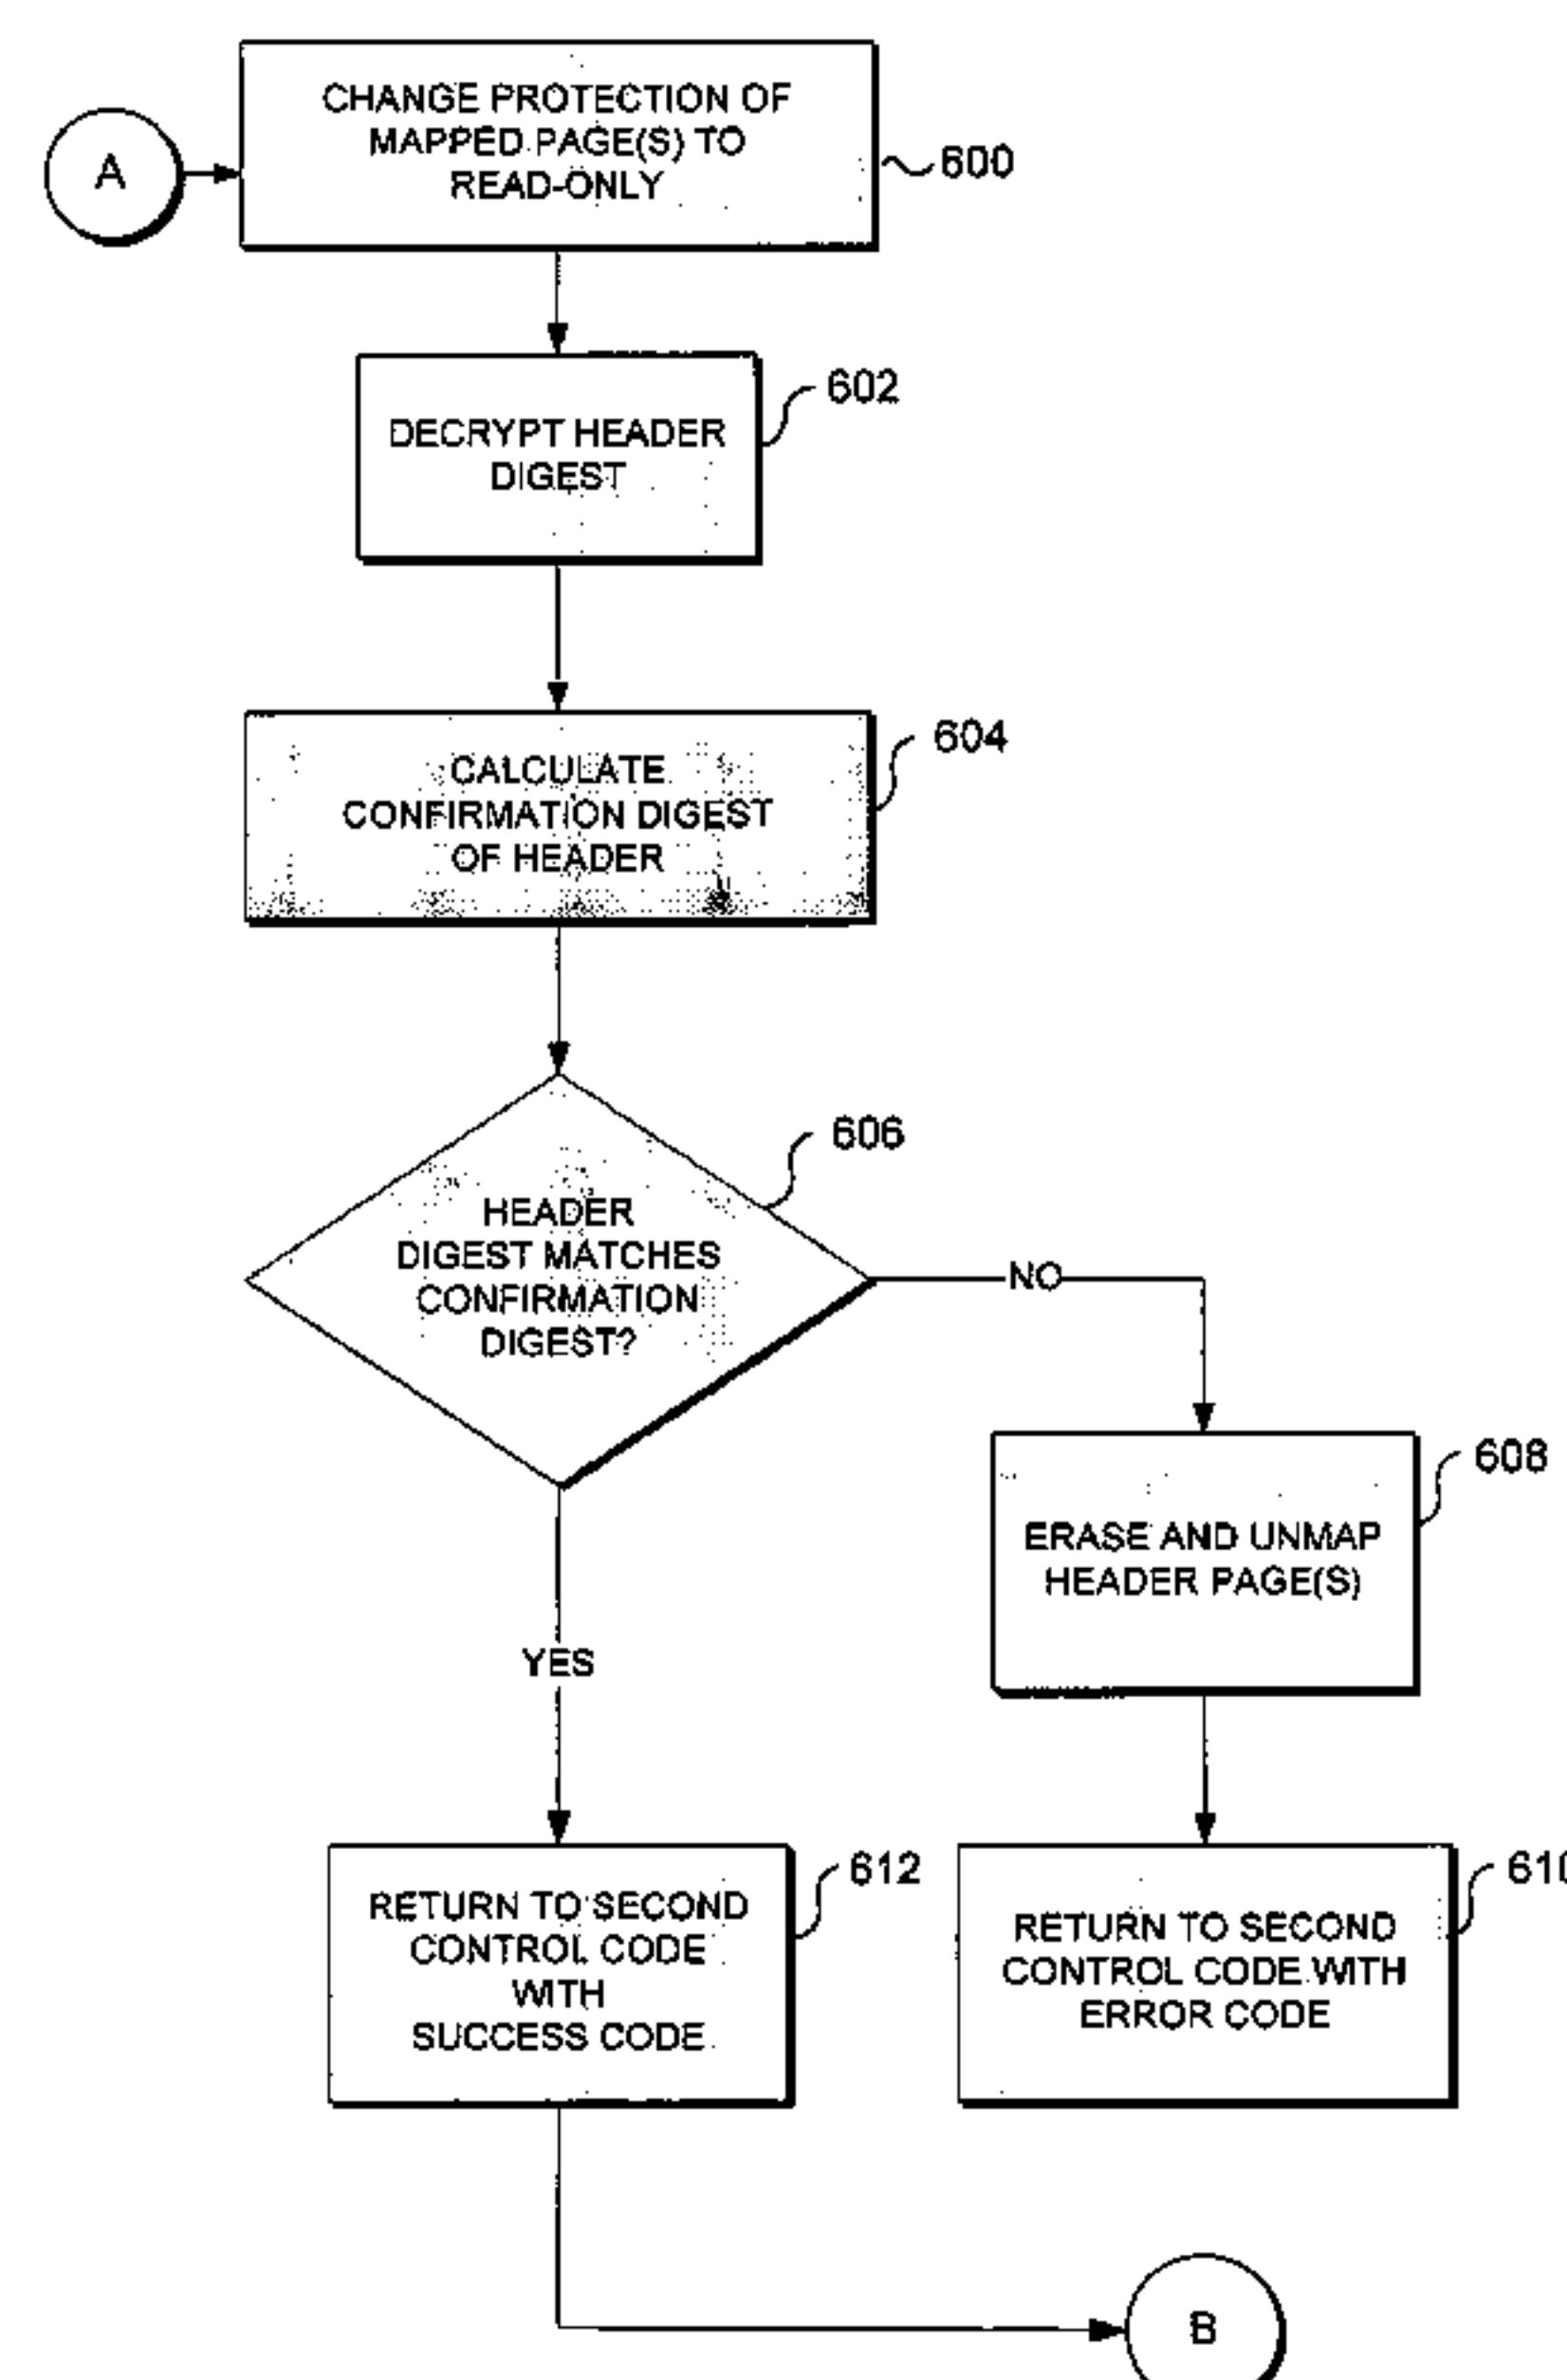 A
CHANGE PROTECTION OF
MAPPED PAGE(S) TO
READ-ONLY
600
DECRYPT HEADER
DIGEST
602
CALCULATE
CONFIRMATION DIGEST
OF HEADER
604
HEADER
DIGEST MATCHES
CONFIRMATION
DIGEST?
606
NO
ERASE AND UNMAP
HEADER PAGE(S)
608
YES
RETURN TO SECOND
CONTROL CODE
WITH
SUCCESS CODE
612
RETURN TO SECOND
CONTROL CODE WITH
ERROR CODE
610
B